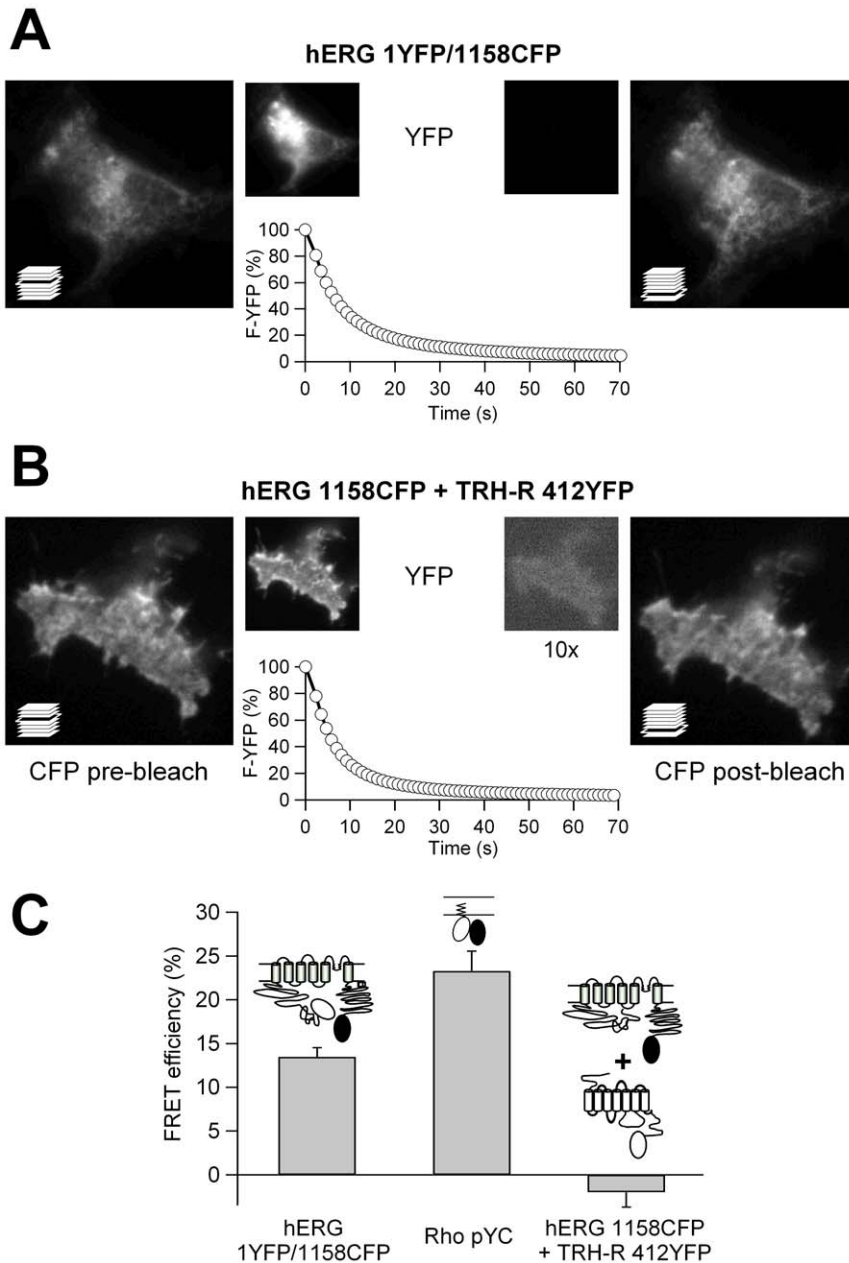 A
hERG 1YFP/1158CFP
YFP
F-YFP (%)
100
80
60
40
20
0
0 10 20 30 40 50 60 70
Time (s)
B
hERG 1158CFP + TRH-R 412YFP
YFP
10x
CFP pre-bleach
F-YFP (%)
100
80
60
40
20
0
0 10 20 30 40 50 60 70
Time (s)
CFP post-bleach
C
FRET efficiency (%)
30
25
20
15
10
5
0
+
hERG
1YFP/1158CFP
Rho pYC
hERG 1158CFP
+ TRH-R 412YFP